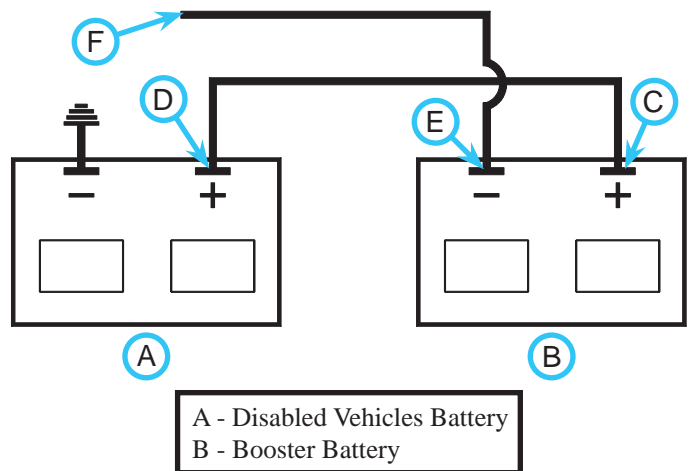 F
D
E
C
− +
− +
A
B
A - Disabled Vehicles Battery
B - Booster Battery